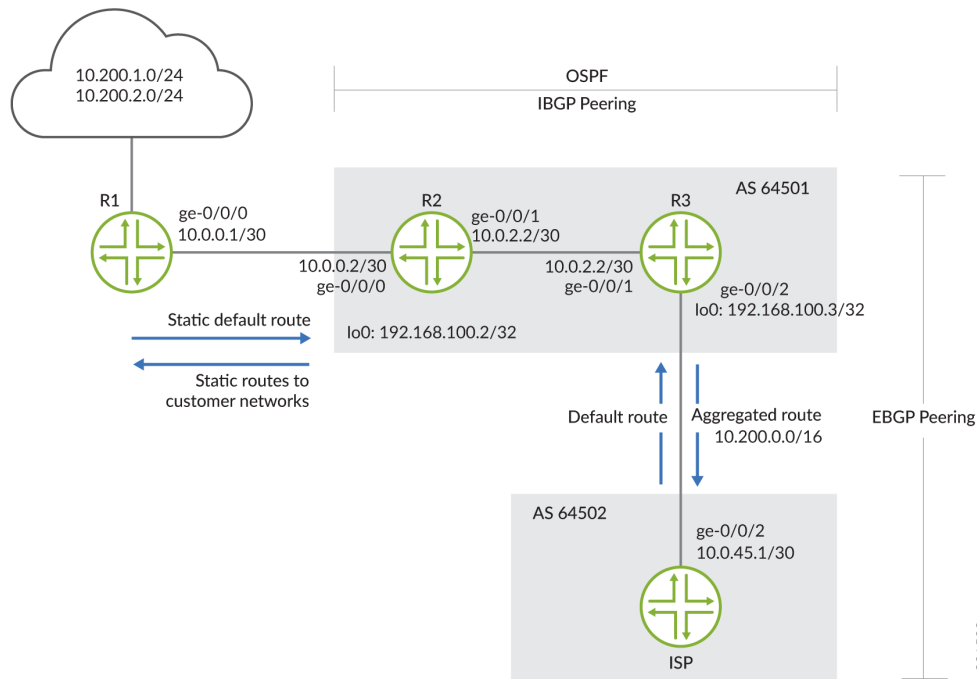 10.200.1.0/24
10.200.2.0/24
OSPF
IBGP Peering
AS 64501
R1
R2
R3
ge-0/0/0
10.0.0.1/30
ge-0/0/1
10.0.2.2/30
10.0.0.2/30
ge-0/0/0
10.0.2.2/30
ge-0/0/1
ge-0/0/2
lo0: 192.168.100.3/32
lo0: 192.168.100.2/32
Static default route
Static routes to
customer networks
Default route
Aggregated route
10.200.0.0/16
EBGP Peering
AS 64502
ge-0/0/2
10.0.45.1/30
ISP